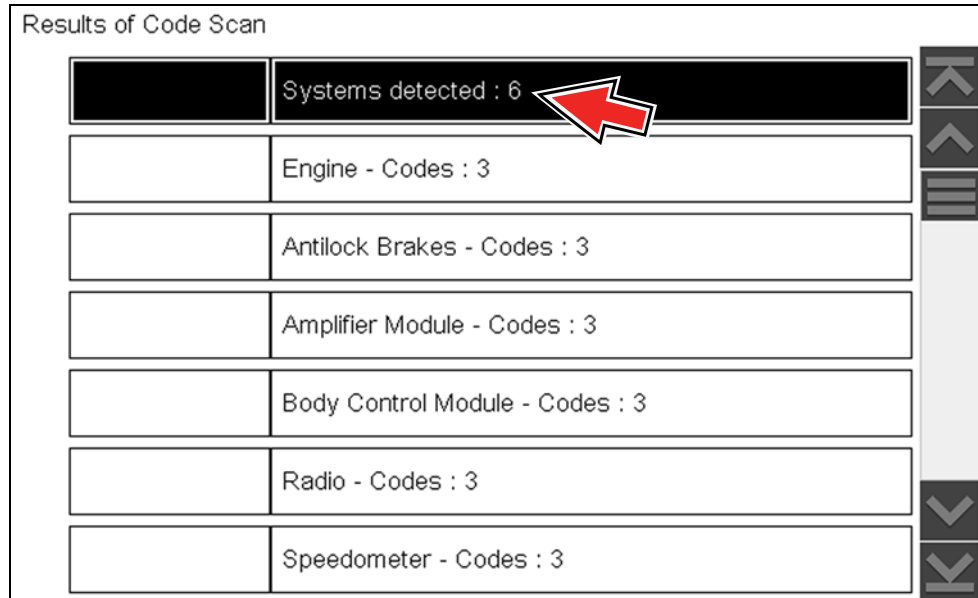 Results of Code Scan
Systems detected : 6
Engine - Codes : 3
Antilock Brakes - Codes : 3
Amplifier Module - Codes : 3
Body Control Module - Codes : 3
Radio - Codes : 3
Speedometer - Codes : 3